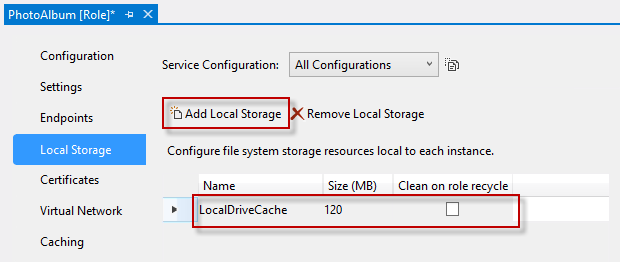 PhotoAlbum [Role]*
Configuration
Settings
Endpoints
Local Storage
Certificates
Virtual Network
Caching
Service Configuration: All Configurations
Add Local Storage Remove Local Storage
Configure file system storage resources local to each instance.
Name Size (MB) Clean on role recycle
LocalDriveCache 120